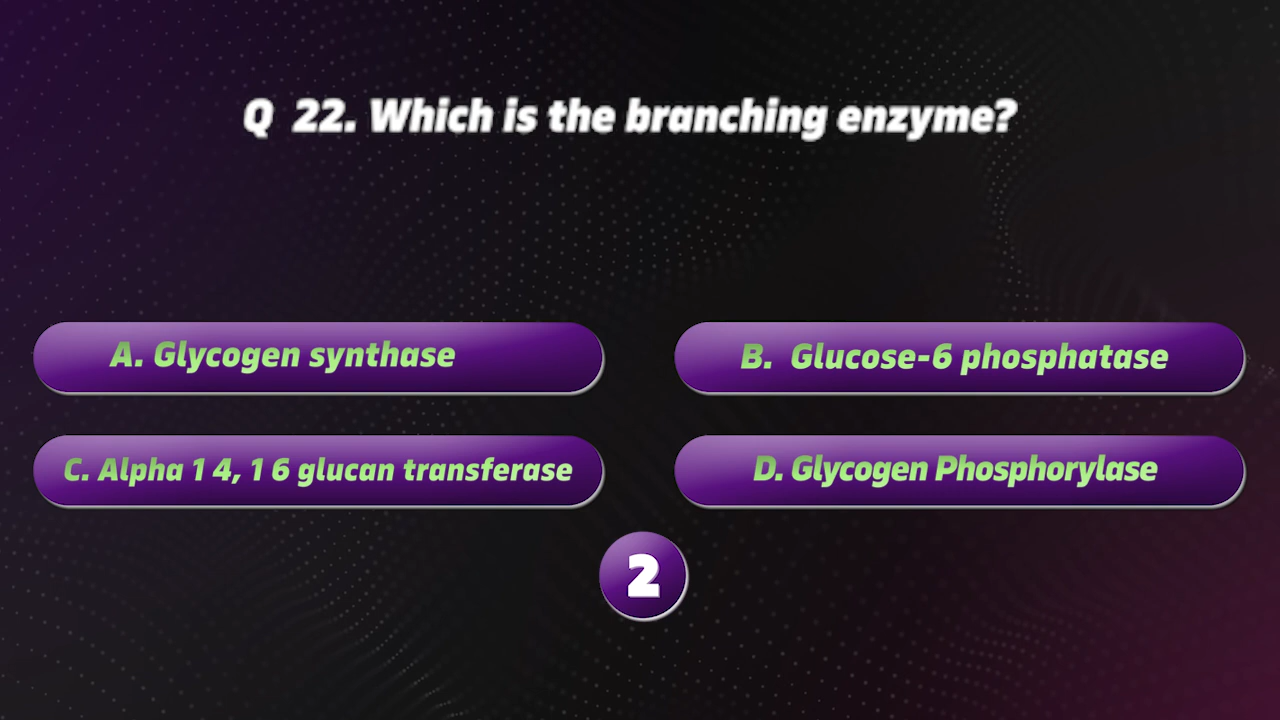 Q 22. Which is the branching enzyme?
A. Glycogen synthase
B. Glucose-6 phosphatase
C. Alpha 1 4, 1 6 glucan transferase
D. Glycogen Phosphorylase
2